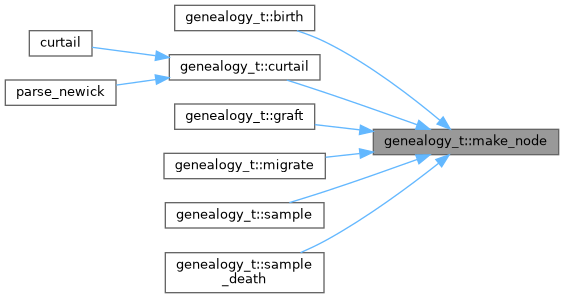 genealogy_t::birth
curtail
genealogy_t::curtail
parse_newick
genealogy_t::graft
genealogy_t::make_node
genealogy_t::migrate
genealogy_t::sample
genealogy_t::sample
_death